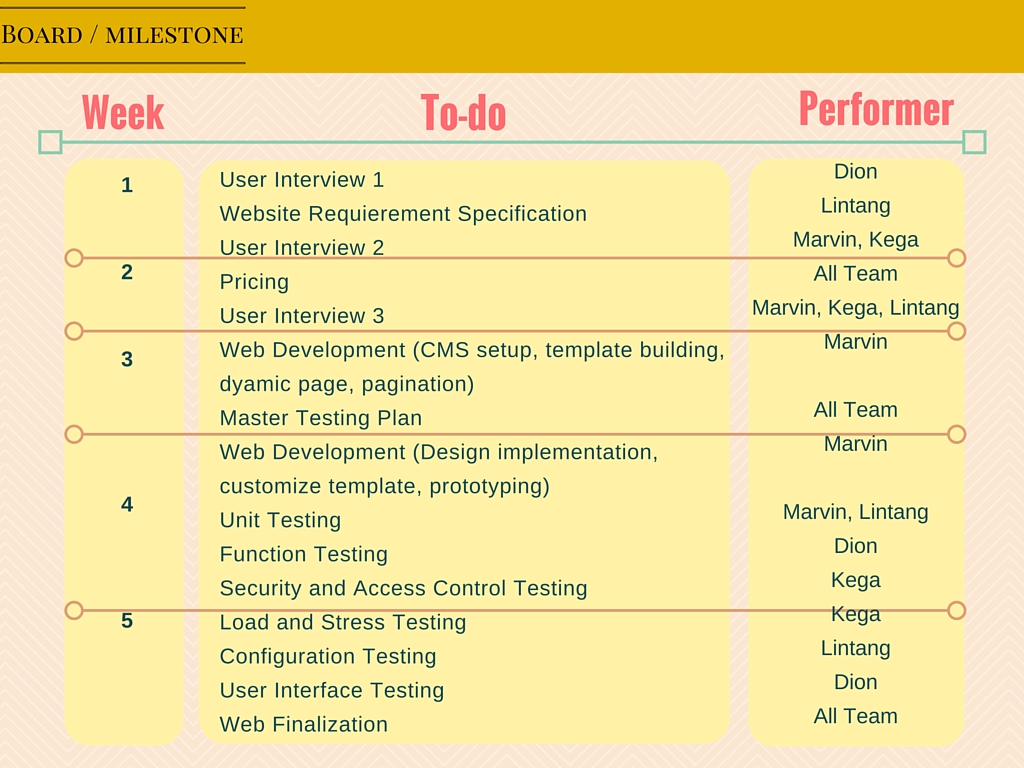 BOARD / MILESTONE
Week To-do Performer
1 User Interview 1 Dion
Website Requierement Specification Lintang
User Interview 2 Marvin, Kega
2 Pricing All Team
User Interview 3 Marvin, Kega, Lintang
3 Web Development (CMS setup, template building, Marvin
dyamic page, pagination)
Master Testing Plan All Team
Web Development (Design implementation, Marvin
customize template, prototyping)
4 Unit Testing Marvin, Lintang
Function Testing Dion
Security and Access Control Testing Kega
5 Load and Stress Testing Kega
Configuration Testing Lintang
User Interface Testing Dion
Web Finalization All Team